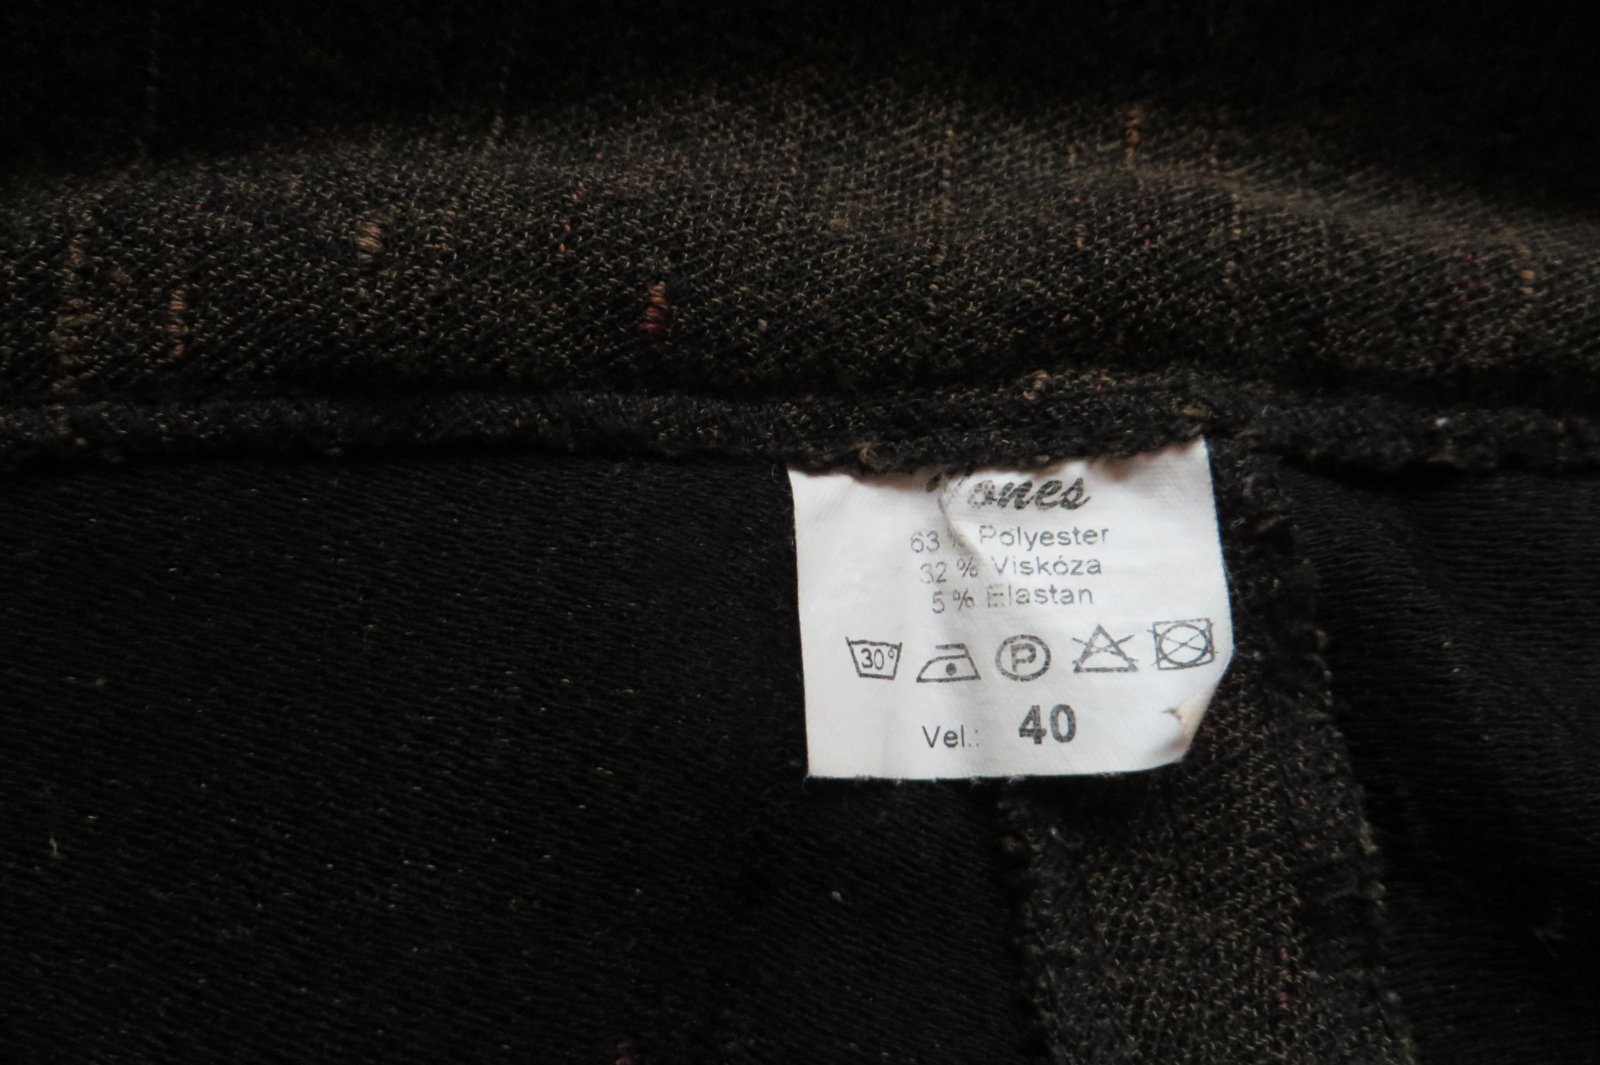 63 % Polyester
32 % Viskóza
5 % Elastan
30°
P
Vel.: 40